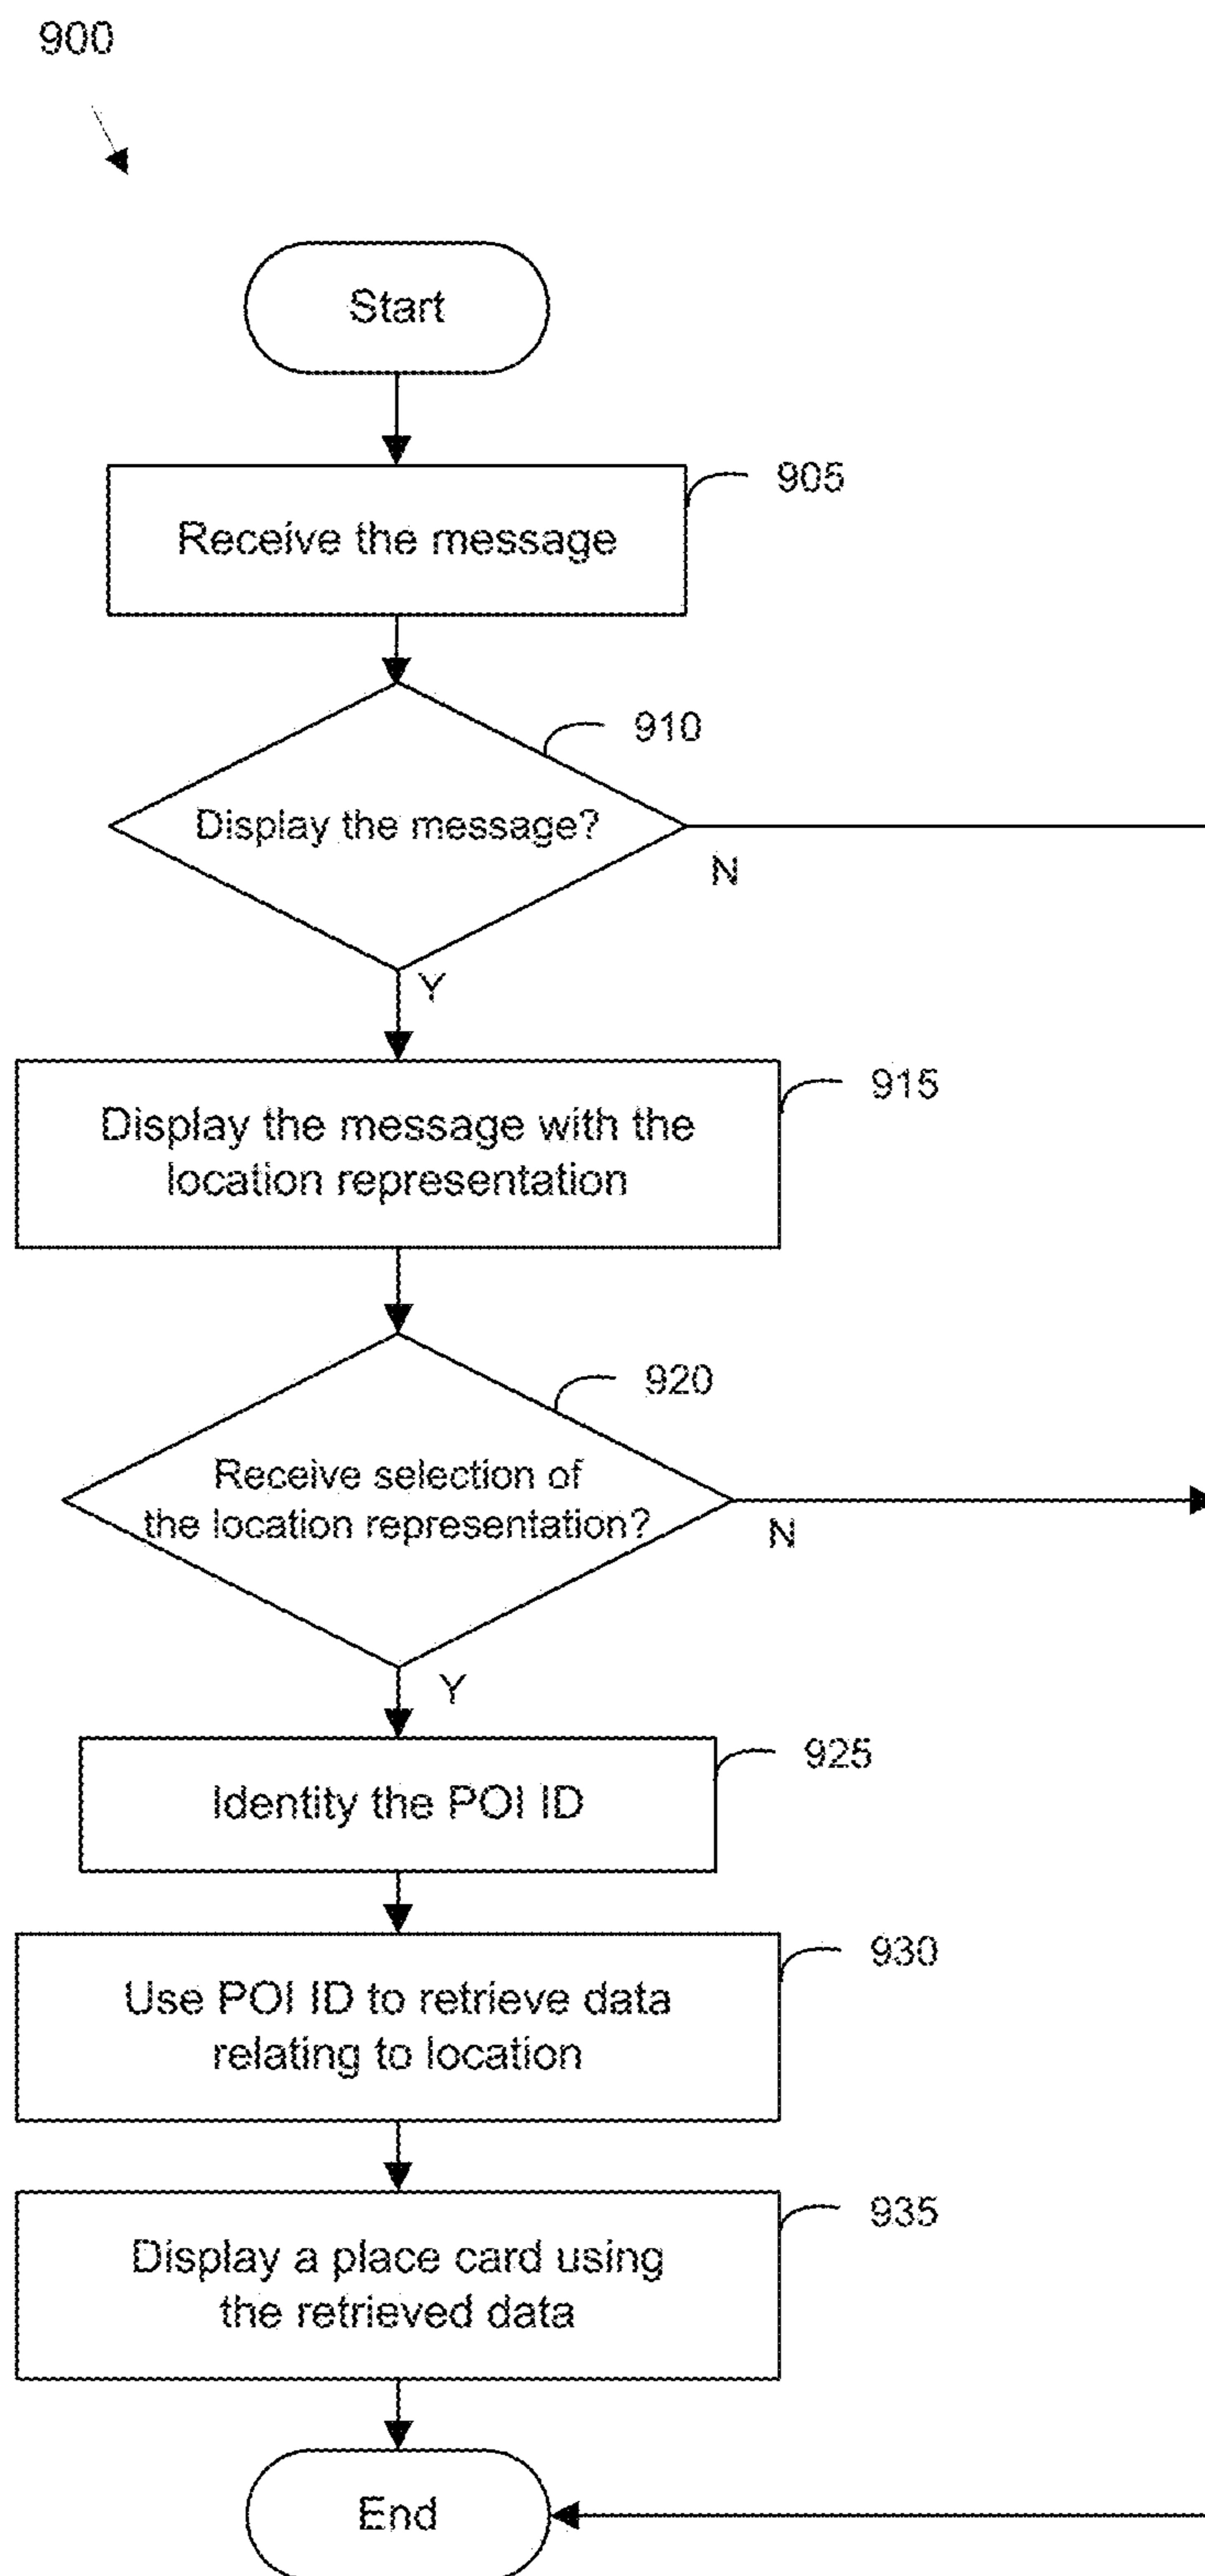 900
Start
905
Receive the message
910
Display the message?
N
Y
915
Display the message with the
location representation
920
Receive selection of
the location representation?
N
Y
925
Identity the POI ID
930
Use POI ID to retrieve data
relating to location
935
Display a place card using
the retrieved data
End